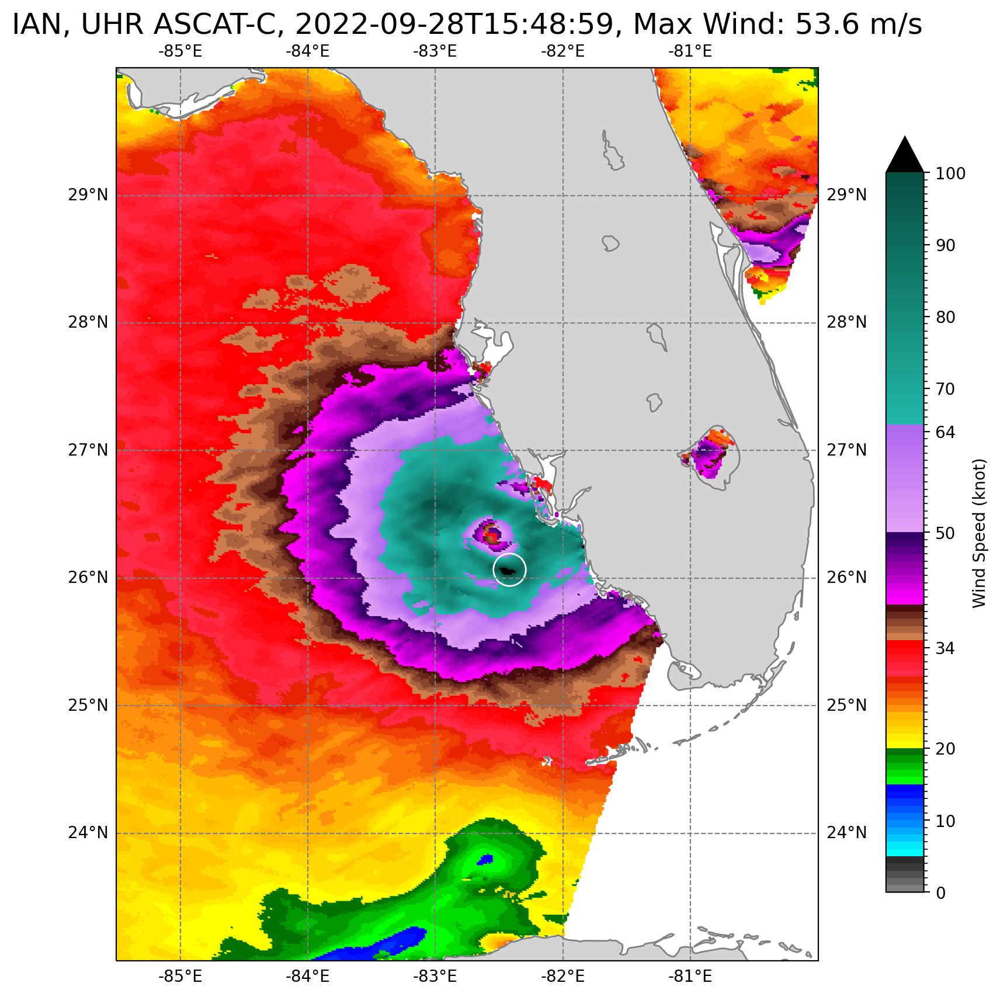 IAN, UHR ASCAT-C, 2022-09-28T15:48:59, Max Wind: 53.6 m/s
-85°E -84°E -83°E -82°E -81°E
29°N 29°N
28°N 28°N
27°N 27°N
26°N 26°N
25°N 25°N
24°N 24°N
-85°E -84°E -83°E -82°E -81°E
100
90
80
70
64
50
34
20
10
0
Wind Speed (knot)